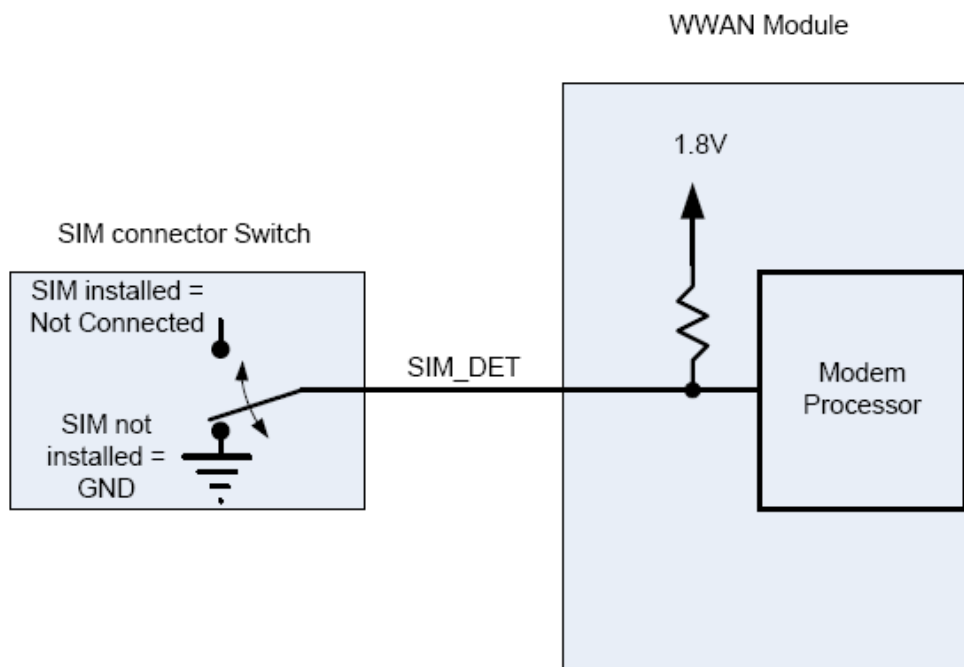 WWAN Module
1.8V
SIM connector Switch
SIM installed =
Not Connected
SIM_DET
Modem
Processor
SIM not
installed =
GND